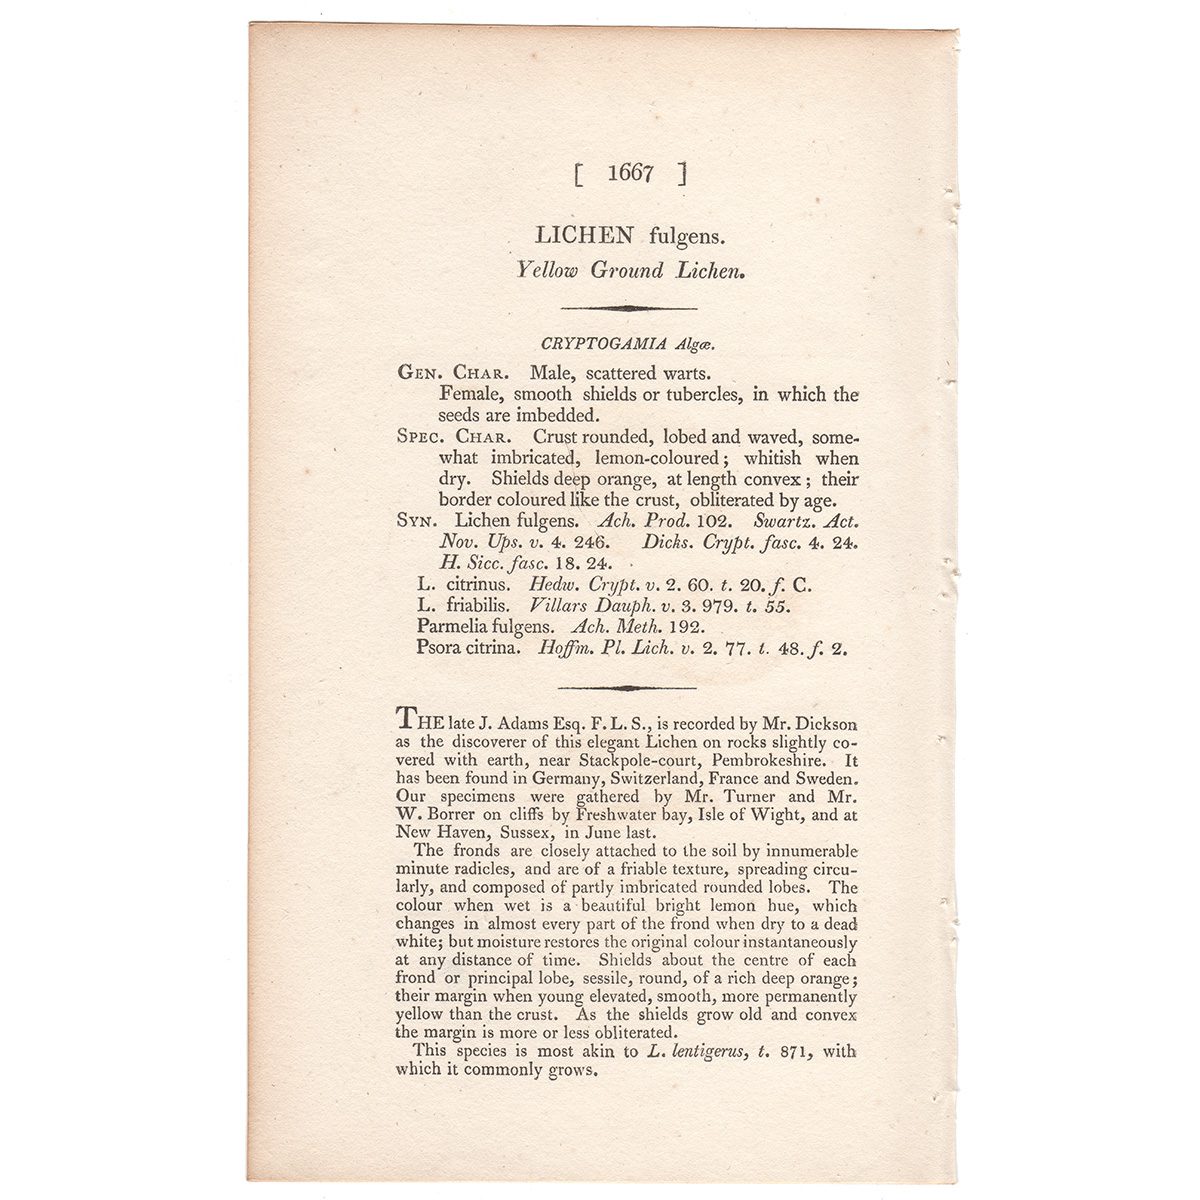 [ 1667 ]
LICHEN fulgens.
Yellow Ground Lichen.
CRYPTOGAMIA Algæ.
GEN. CHAR. Male, scattered warts.
Female, smooth shields or tubercles, in which the
seeds are imbedded.
SPEC. CHAR. Crust rounded, lobed and waved, some-
what imbricated, lemon-coloured; whitish when
dry. Shields deep orange, at length convex; their
border coloured like the crust, obliterated by age.
SYN. Lichen fulgens. Ach. Prod. 102. Swartz. Act.
Nov. Ups. v. 4. 246. Dicks. Crypt. fasc. 4. 24.
H. Sicc. fasc. 18. 24.
L. citrinus. Hedw. Crypt. v. 2. 60. t. 20. f. C.
L. friabilis. Villars Dauph. v. 3. 979. t. 55.
Parmelia fulgens. Ach. Meth. 192.
Psora citrina. Hoffm. Pl. Lich. v. 2. 77. t. 48. f. 2.
THE late J. Adams Esq. F. L. S., is recorded by Mr. Dickson
as the discoverer of this elegant Lichen on rocks slightly co-
vered with earth, near Stackpole-court, Pembrokeshire. It
has been found in Germany, Switzerland, France and Sweden.
Our specimens were gathered by Mr. Turner and Mr.
W. Borrer on cliffs by Freshwater bay, Isle of Wight, and at
New Haven, Sussex, in June last.
The fronds are closely attached to the soil by innumerable
minute radicles, and are of a friable texture, spreading circu-
larly, and composed of partly imbricated rounded lobes. The
colour when wet is a beautiful bright lemon hue, which
changes in almost every part of the frond when dry to a dead
white; but moisture restores the original colour instantaneously
at any distance of time. Shields about the centre of each
frond or principal lobe, sessile, round, of a rich deep orange;
their margin when young elevated, smooth, more permanently
yellow than the crust. As the shields grow old and convex
the margin is more or less obliterated.
This species is most akin to L. lentigerus, t. 871, with
which it commonly grows.